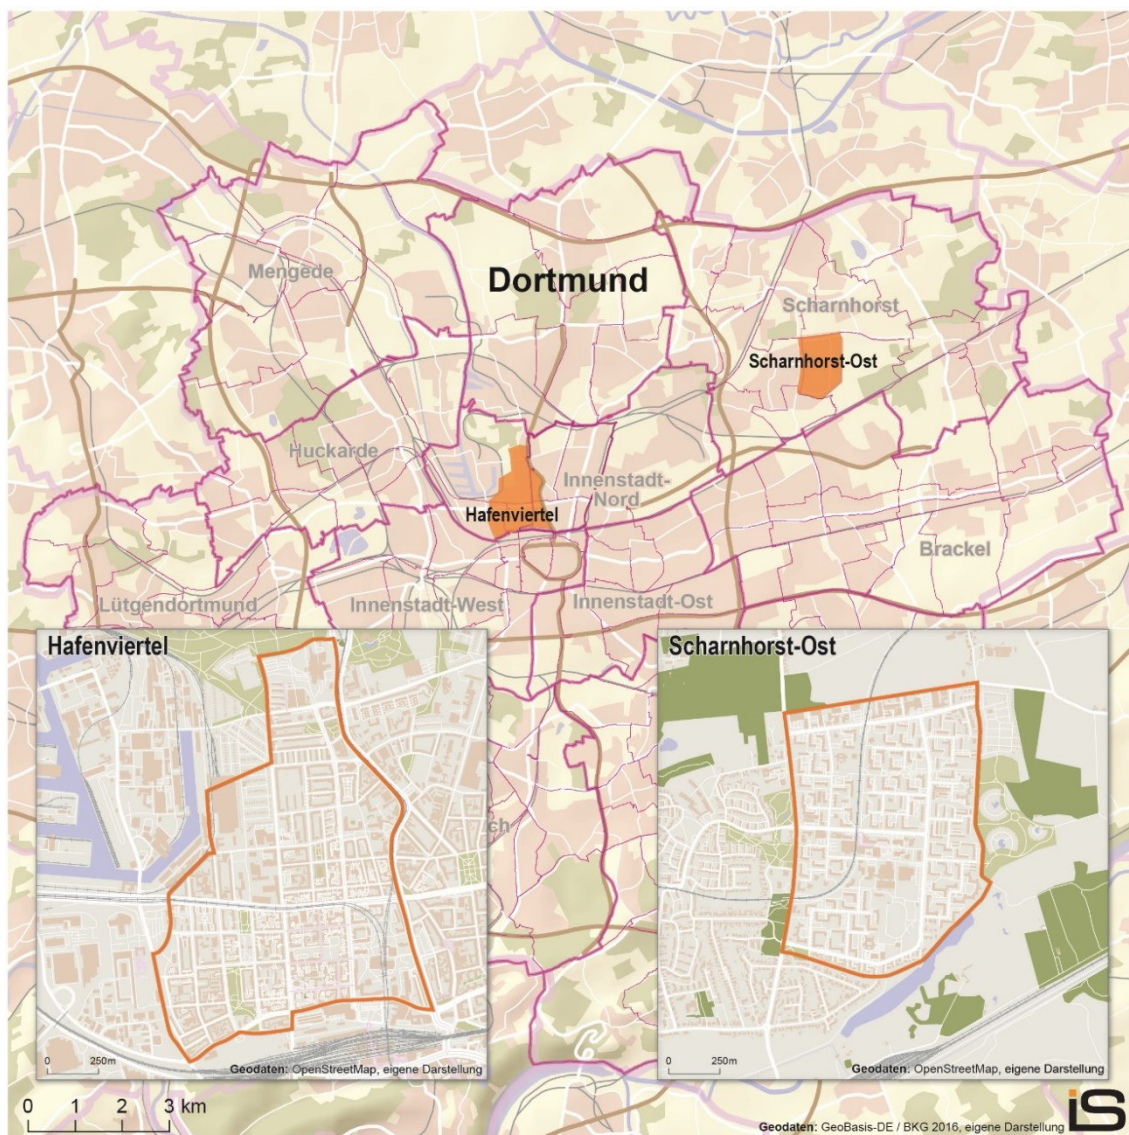 Mengede
Dortmund
Scharnhorst
Scharnhorst-Ost
Huckarde
Innenstadt-
Nord
Hafenviertel
Brackel
Lütgendortmund
Innenstadt-West
Innenstadt-Ost
Hafenviertel
Scharnhorst-Ost
ch
0 250m
Geodaten: OpenStreetMap, eigene Darstellung
0 250m
Geodaten: OpenStreetMap, eigene Darstellung
0 1 2 3 km
Geodaten: GeoBasis-DE / BKG 2016, eigene Darstellung
iS